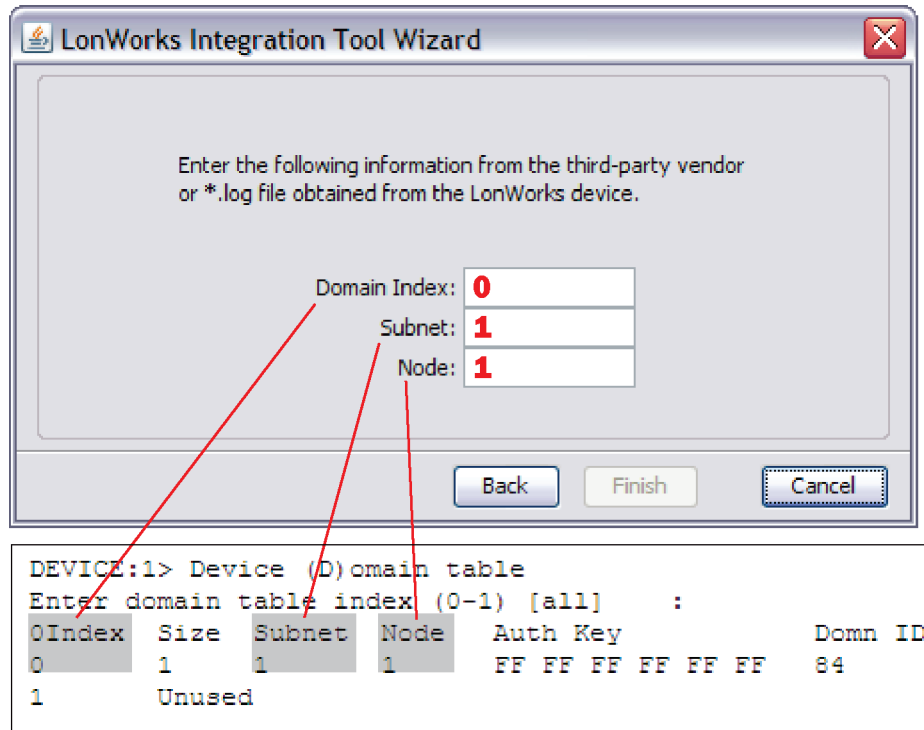 LonWorks Integration Tool Wizard
Enter the following information from the third-party vendor
or *.log file obtained from the LonWorks device.
Domain Index: 0
Subnet: 1
Node: 1
Back Finish Cancel
DEVICE:1> Device (D)omain table
Enter domain table index (0-1) [all] :
0Index Size Subnet Node Auth Key Domn ID
0 1 1 1 FF FF FF FF FF FF 84
1 Unused